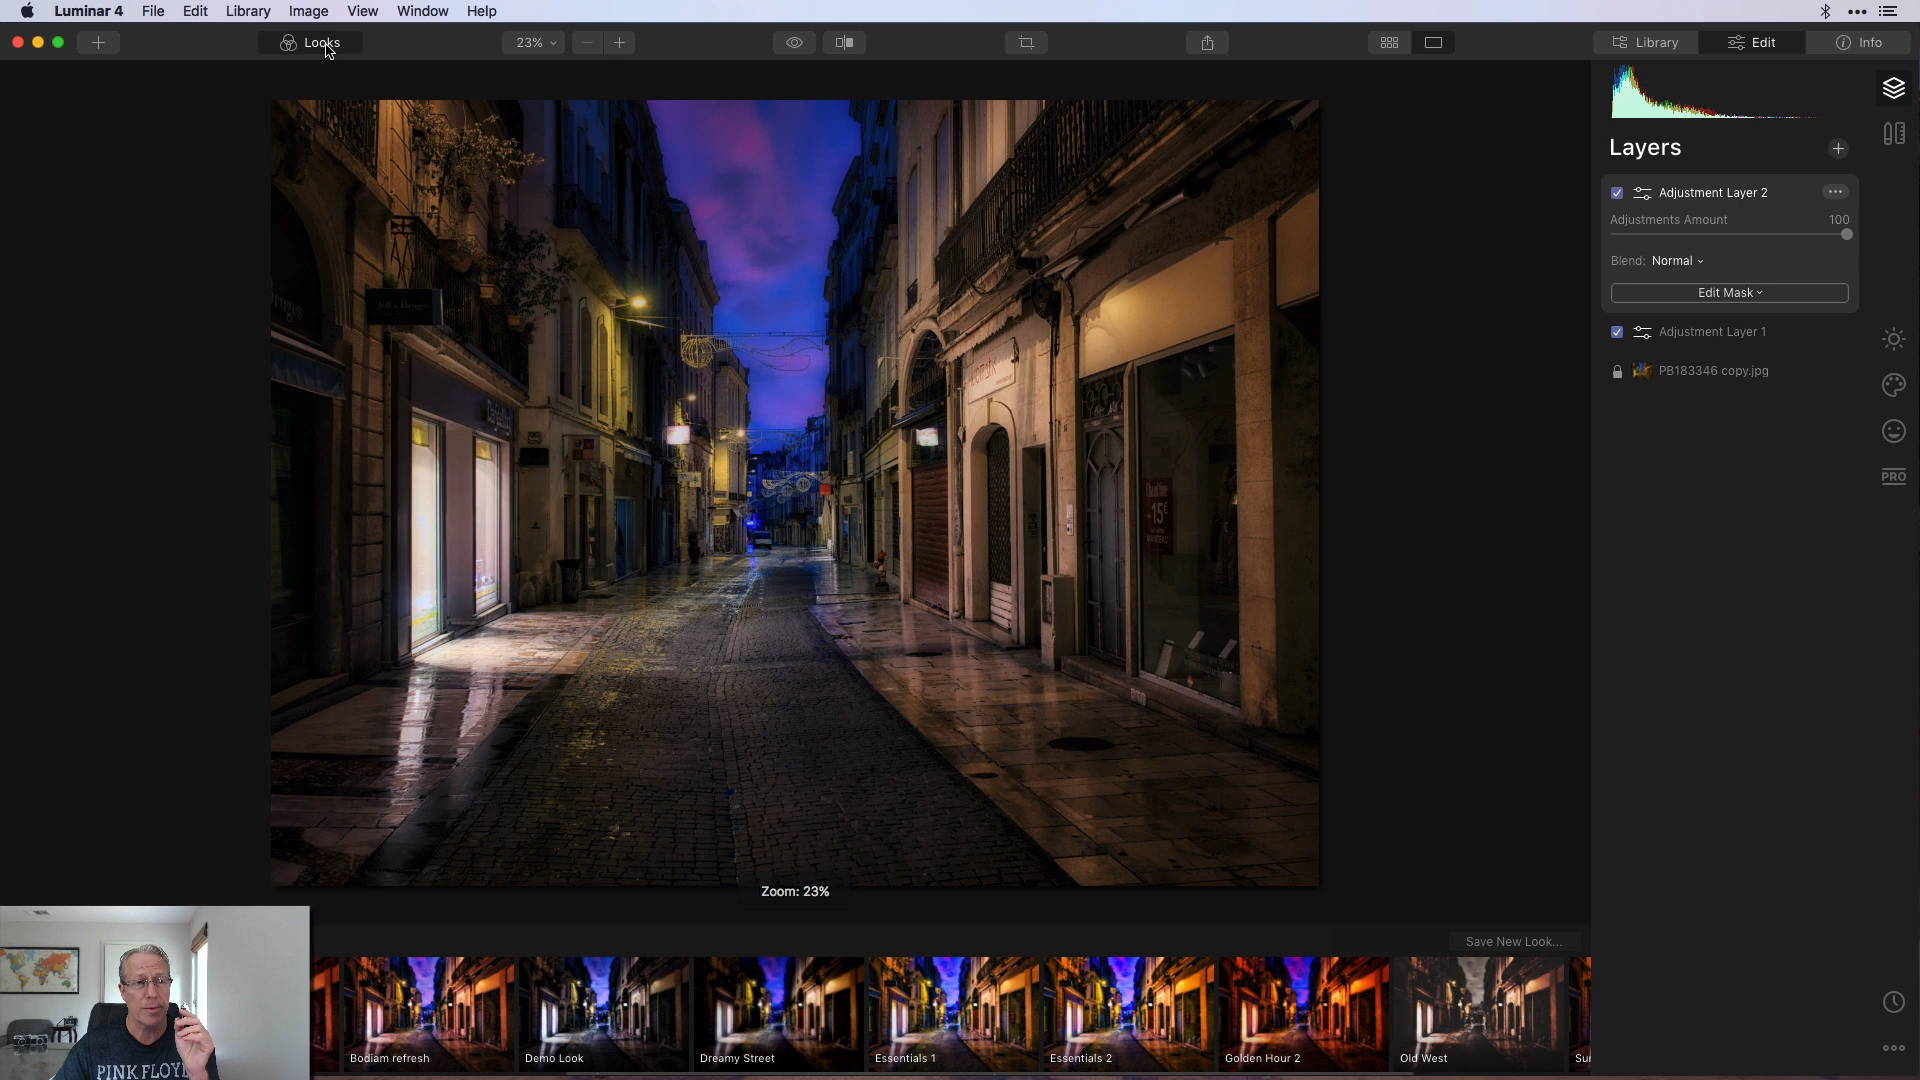 Luminar 4 File Edit Library Image View Window Help
Looks 23% Library Edit Info
Layers
Adjustment Layer 2
Adjustments Amount 100
Blend: Normal
Edit Mask
Adjustment Layer 1
PB183346 copy.jpg
PRO
-15€
Zoom: 23%
Save New Look...
Bodiam refresh Demo Look Dreamy Street Essentials 1 Essentials 2 Golden Hour 2 Old West Sur
PINK FLOY